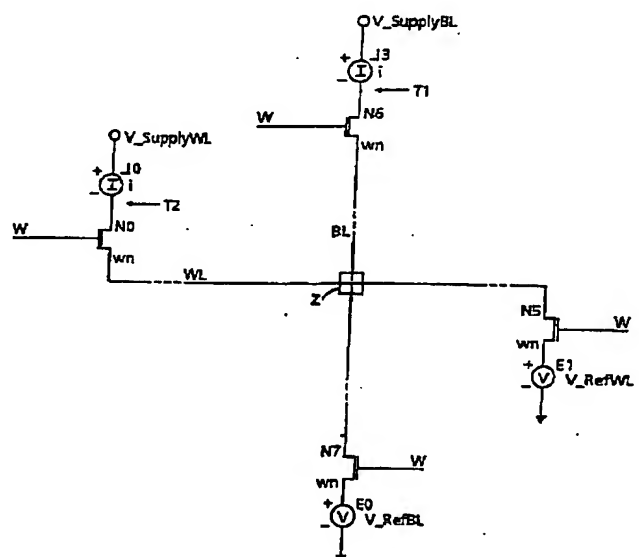 V_SupplyBL
I3
i
T1
N6
W
wn
V_SupplyWL
I0
i
T2
N0
W
wn
BL
WL
Z
N5
W
wn
E1
V
V_RefWL
N7
W
wn
E0
V
V_RefBL